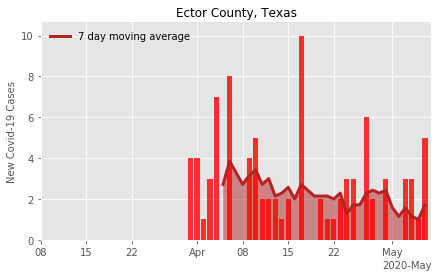 Ector County, Texas
7 day moving average
New Covid-19 Cases
10
8
6
4
2
0
08 15 22 Apr 08 15 22 May
2020-May